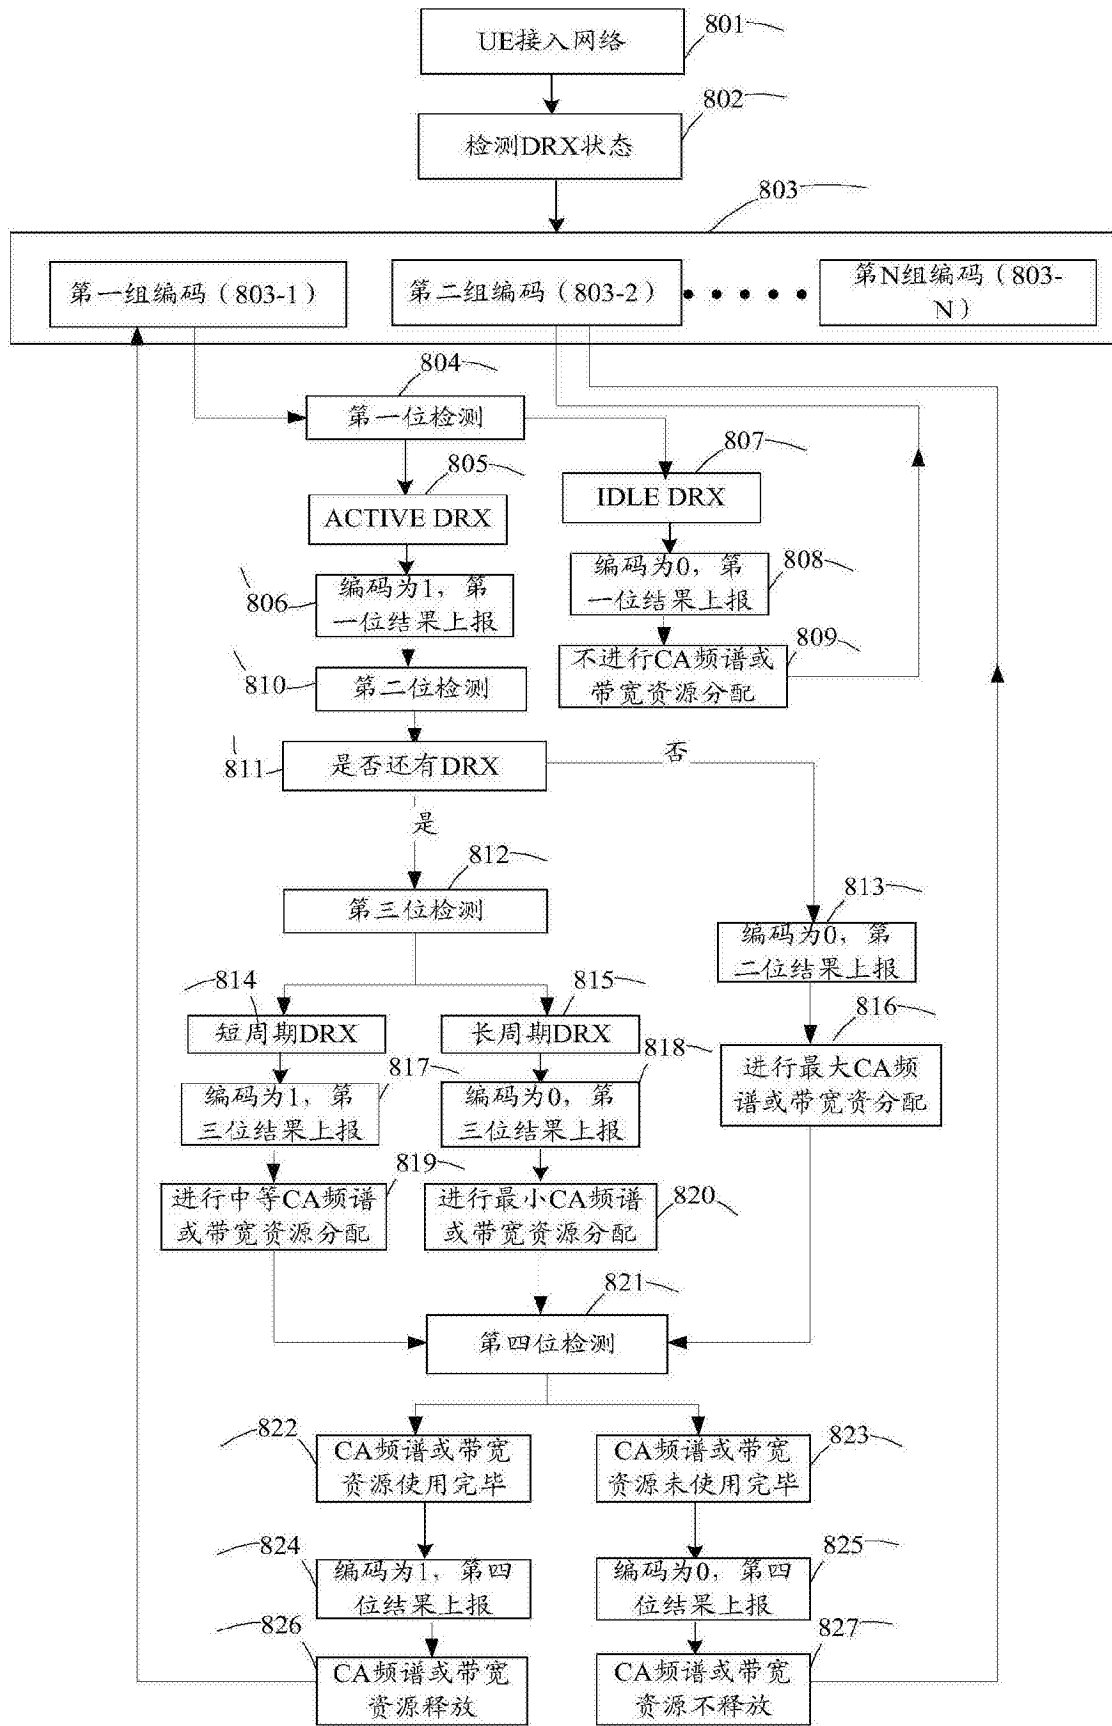 UE接入网络
801
检测DRX状态
802
803
第一组编码（803-1）
第二组编码（803-2）
第N组编码（803-
N）
804
第一位检测
805
ACTIVE DRX
807
IDLE DRX
806
编码为1，第
一位结果上报
808
编码为0，第
一位结果上报
809
不进行CA频谱或
带宽资源分配
810
第二位检测
811
是否还有DRX
否
是
812
第三位检测
813
编码为0，第
二位结果上报
814
短周期DRX
815
长周期DRX
816
进行最大CA频
谱或带宽资分配
817
编码为1，第
三位结果上报
818
编码为0，第
三位结果上报
819
进行中等CA频谱
或带宽资源分配
820
进行最小CA频谱
或带宽资源分配
821
第四位检测
822
CA频谱或带宽
资源使用完毕
823
CA频谱或带宽
资源未使用完毕
824
编码为1，第四
位结果上报
825
编码为0，第四
位结果上报
826
CA频谱或带宽
资源释放
827
CA频谱或带宽
资源不释放